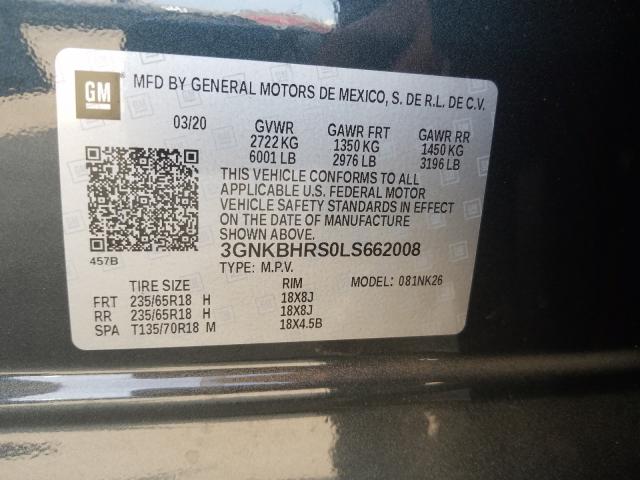 GM
MFD BY GENERAL MOTORS DE MEXICO, S. DE R.L. DE C.V.
03/20 GVWR GAWR FRT GAWR RR
2722 KG 1350 KG 1450 KG
6001 LB 2976 LB 3196 LB
THIS VEHICLE CONFORMS TO ALL
APPLICABLE U.S. FEDERAL MOTOR
VEHICLE SAFETY STANDARDS IN EFFECT
ON THE DATE OF MANUFACTURE
SHOWN ABOVE.
457B 3GNKBHRS0LS662008
TYPE: M.P.V.
TIRE SIZE RIM MODEL: 081NK26
FRT 235/65R18 H 18X8J
RR 235/65R18 H 18X8J
SPA T135/70R18 M 18X4.5B